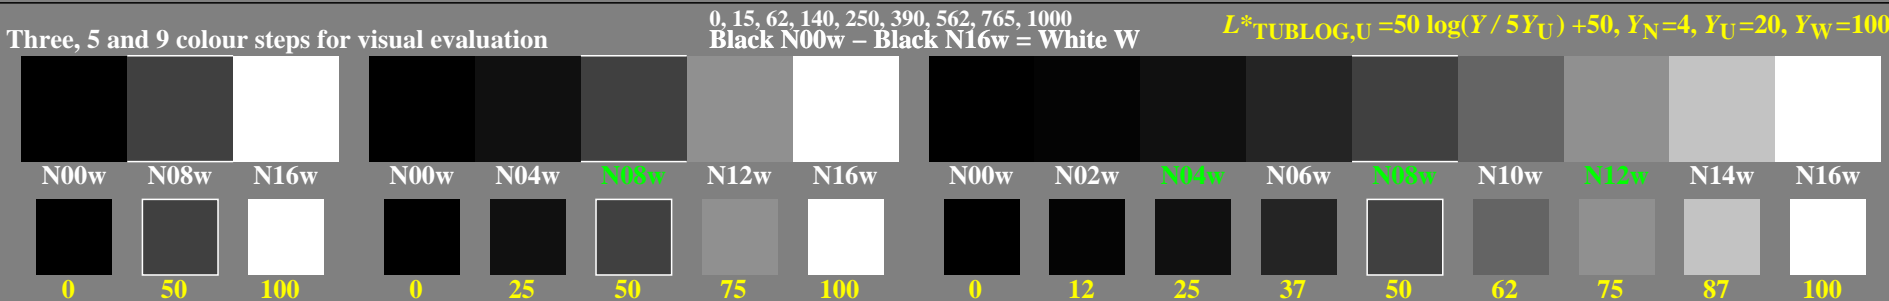 0, 15, 62, 140, 250, 390, 562, 765, 1000
Three, 5 and 9 colour steps for visual evaluation
Black N00w – Black N16w = White W
L*TUBLOG,U =50 log(Y / 5YU) +50, YN=4, YU=20, YW=100
N00w N08w N16w N00w N04w N08w N12w N16w N00w N02w N04w N06w N08w N10w N12w N14w N16w
0 50 100 0 25 50 75 100 0 12 25 37 50 62 75 87 100